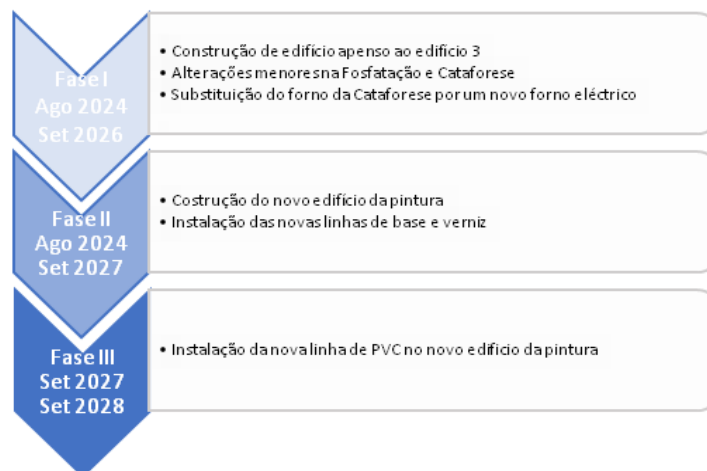 Fase I
Ago 2024
Set 2026
• Construção de edifício apenso ao edificio 3
• Alterações menores na Fosfatação e Cataforese
• Substituição do forno da Cataforese por um novo forno eléctrico
Fase II
Ago 2024
Set 2027
• Costrução do novo edifício da pintura
• Instalação das novas linhas de base e verniz
Fase III
Set 2027
Set 2028
• Instalação da nova linha de PVC no novo edificio da pintura